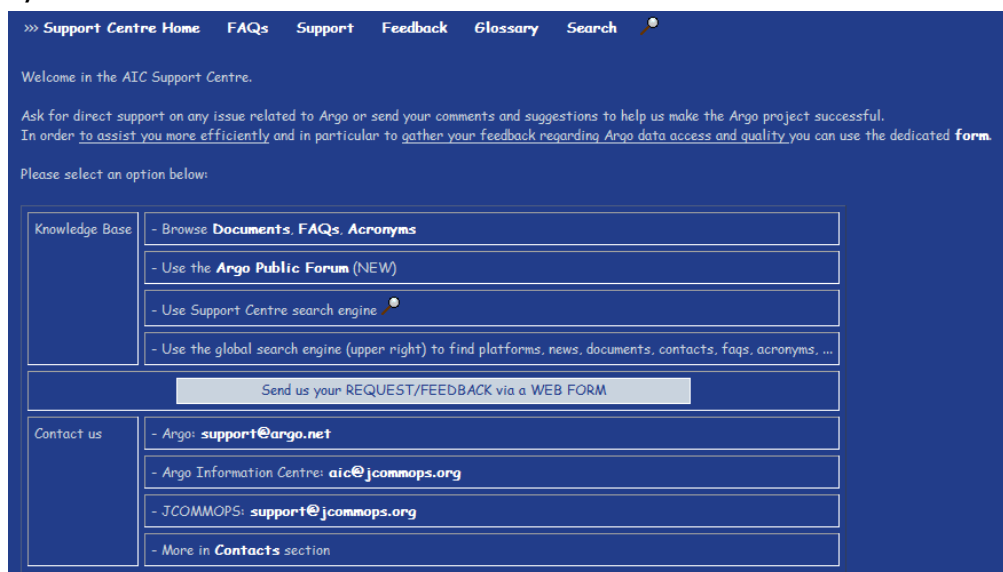 ››› Support Centre Home FAQs Support Feedback Glossary Search
Welcome in the AIC Support Centre.
Ask for direct support on any issue related to Argo or send your comments and suggestions to help us make the Argo project successful.
In order to assist you more efficiently and in particular to gather your feedback regarding Argo data access and quality you can use the dedicated form.
Please select an option below:
Knowledge Base
- Browse Documents, FAQs, Acronyms
- Use the Argo Public Forum (NEW)
- Use Support Centre search engine
- Use the global search engine (upper right) to find platforms, news, documents, contacts, faqs, acronyms, ...
Send us your REQUEST/FEEDBACK via a WEB FORM
Contact us
- Argo: support@argo.net
- Argo Information Centre: aic@jcommops.org
- JCOMMOPS: support@jcommops.org
- More in Contacts section